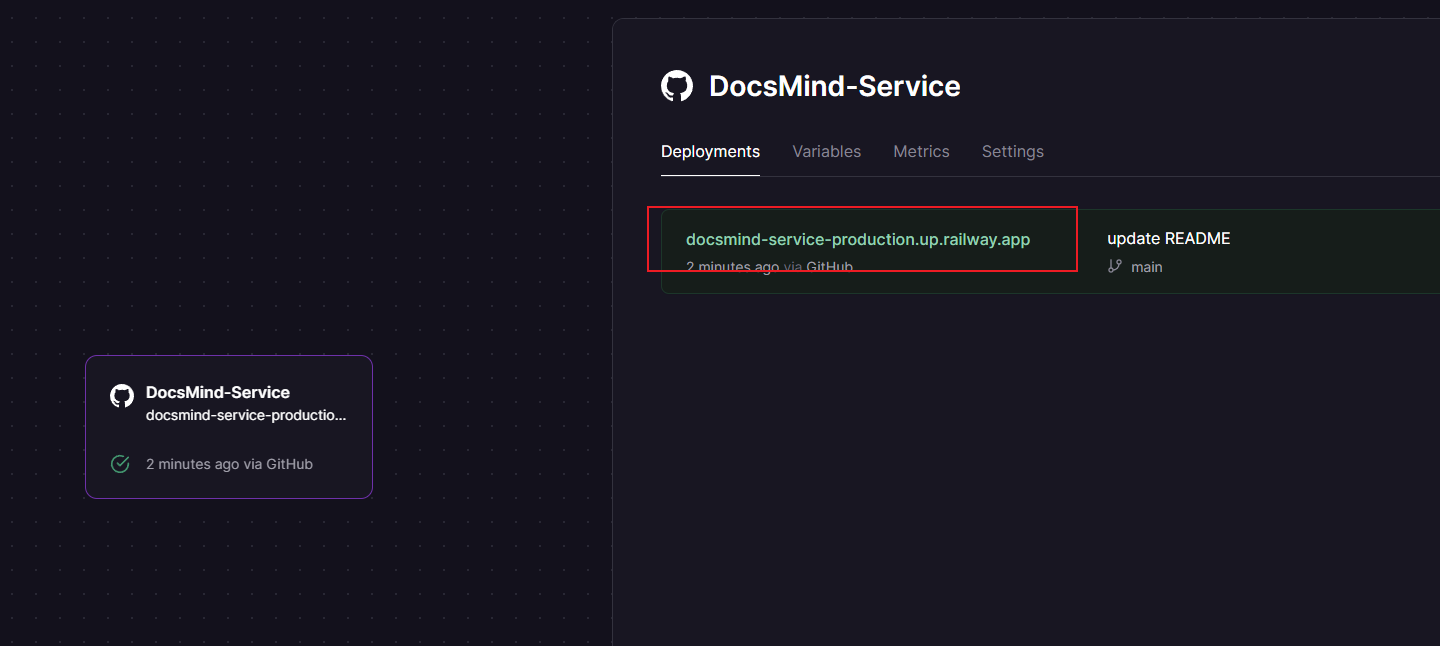 DocsMind-Service
Deployments Variables Metrics Settings
docsmind-service-production.up.railway.app
2 minutes ago via GitHub
update README
main
DocsMind-Service
docsmind-service-productio...
2 minutes ago via GitHub